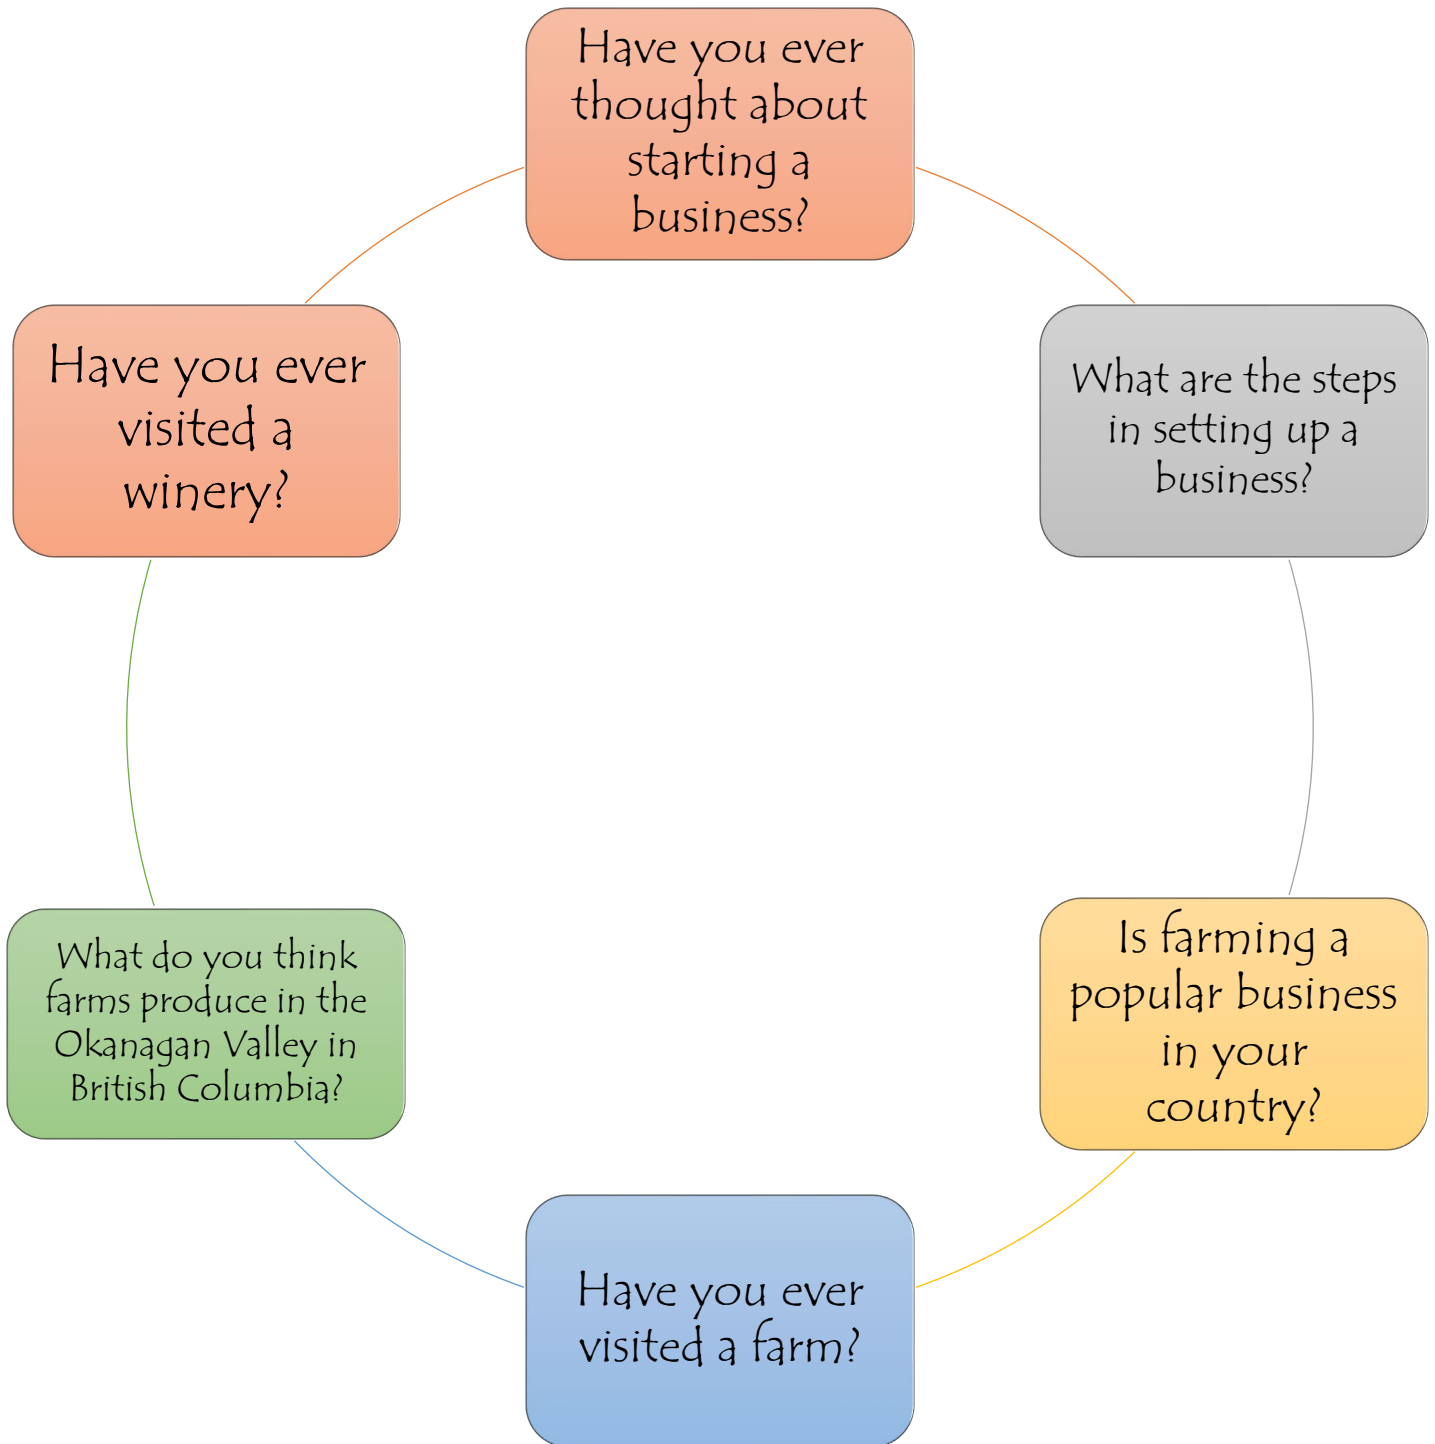 Have you ever
thought about
starting a
business?
What are the steps
in setting up a
business?
Is farming a
popular business
in your
country?
Have you ever
visited a farm?
What do you think
farms produce in the
Okanagan Valley in
British Columbia?
Have you ever
visited a
winery?